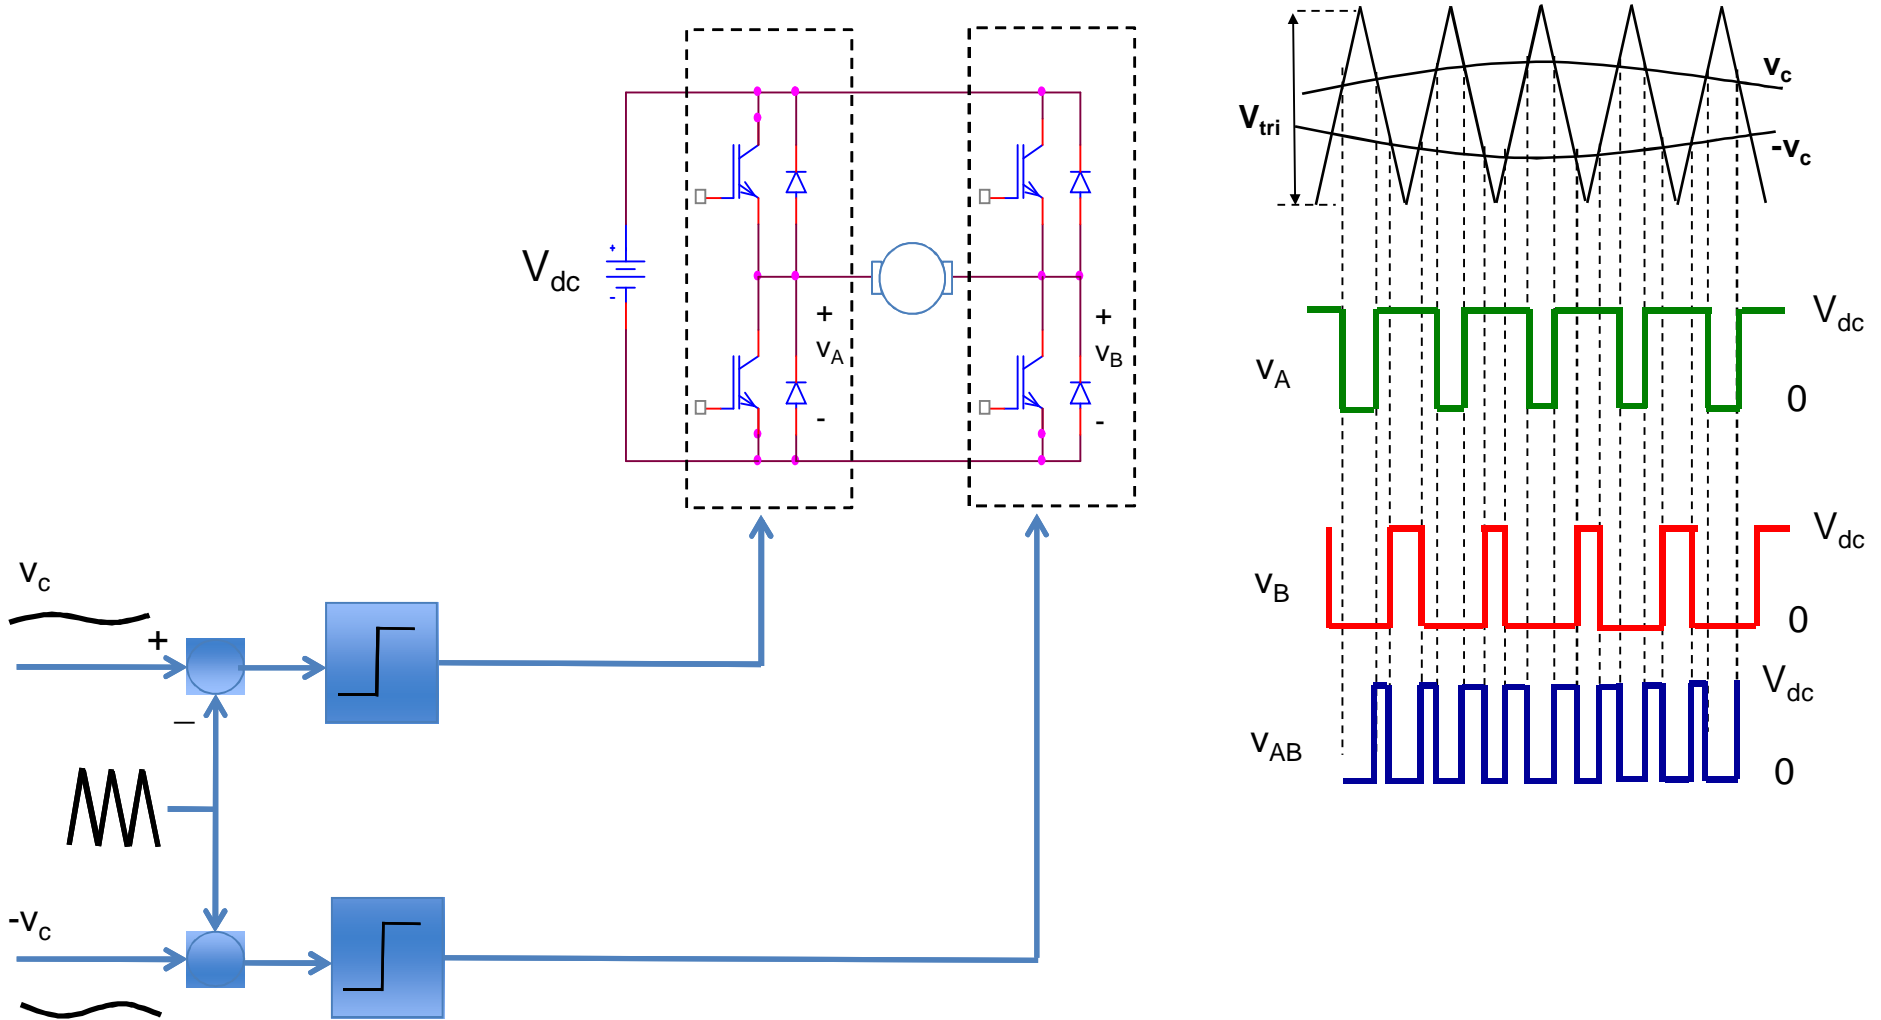 Vdc
+
-
+
vA
-
+
vB
-
vc
+
–
-vc
Vtri
vc
-vc
vA
Vdc
0
vB
Vdc
0
vAB
Vdc
0